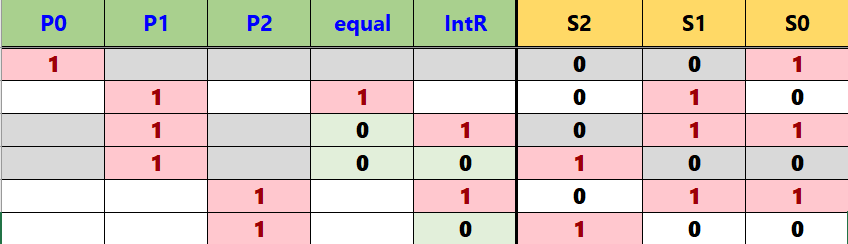 P0 P1 P2 equal IntR S2 S1 S0
1 0 0 1
1 1 0 1 0
1 0 1 0 1 1
1 0 0 1 0 0
1 1 0 1 1
1 0 1 0 0